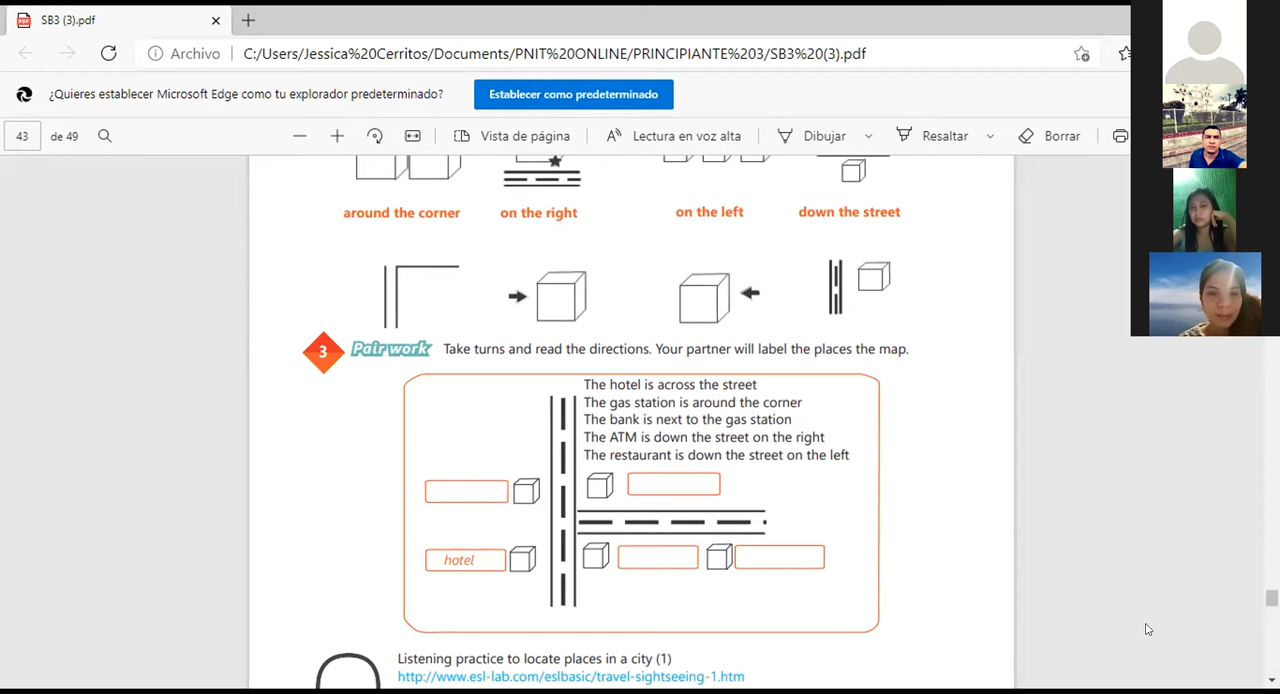 SB3 (3).pdf
Archivo
C:/Users/Jessica%20Cerritos/Documents/PNIT%20ONLINE/PRINCIPIANTE%203/SB3%20(3).pdf
¿Quieres establecer Microsoft Edge como tu explorador predeterminado?
Establecer como predeterminado
43 de 49
Vista de página
Lectura en voz alta
Dibujar
Resaltar
Borrar
around the corner
on the right
on the left
down the street
3 Pair work Take turns and read the directions. Your partner will label the places the map.
The hotel is across the street
The gas station is around the corner
The bank is next to the gas station
The ATM is down the street on the right
The restaurant is down the street on the left
hotel
Listening practice to locate places in a city (1)
http://www.esl-lab.com/eslbasic/travel-sightseeing-1.htm